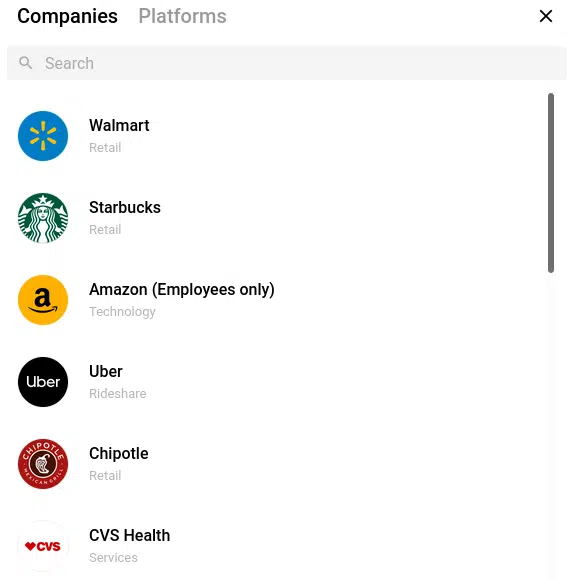 Companies Platforms
Search
Walmart
Retail
Starbucks
Retail
a
Amazon (Employees only)
Technology
Uber
Uber
Rideshare
CHIPOTLE
MEXICAN GRILL
Chipotle
Retail
CVS
CVS Health
Services